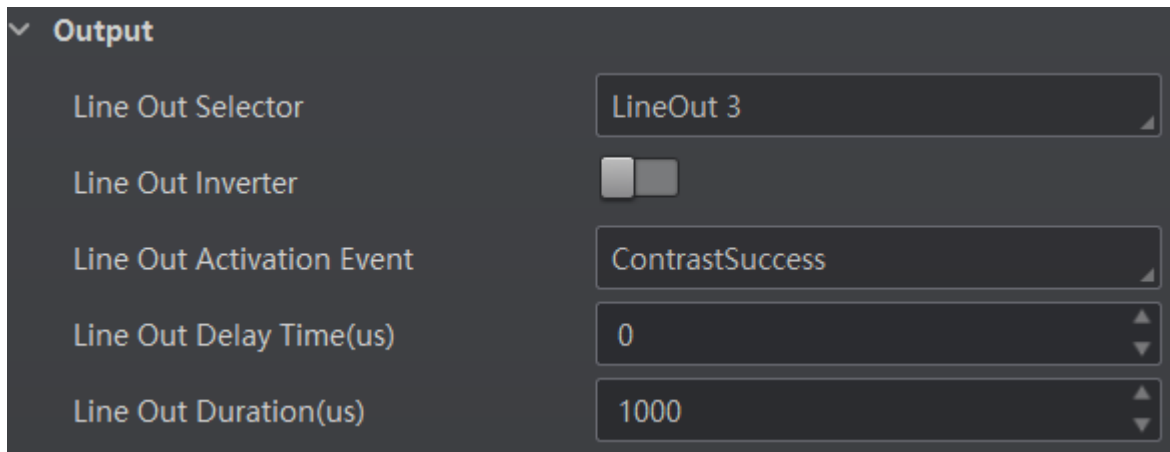 Output
Line Out Selector LineOut 3
Line Out Inverter
Line Out Activation Event ContrastSuccess
Line Out Delay Time(us) 0
Line Out Duration(us) 1000